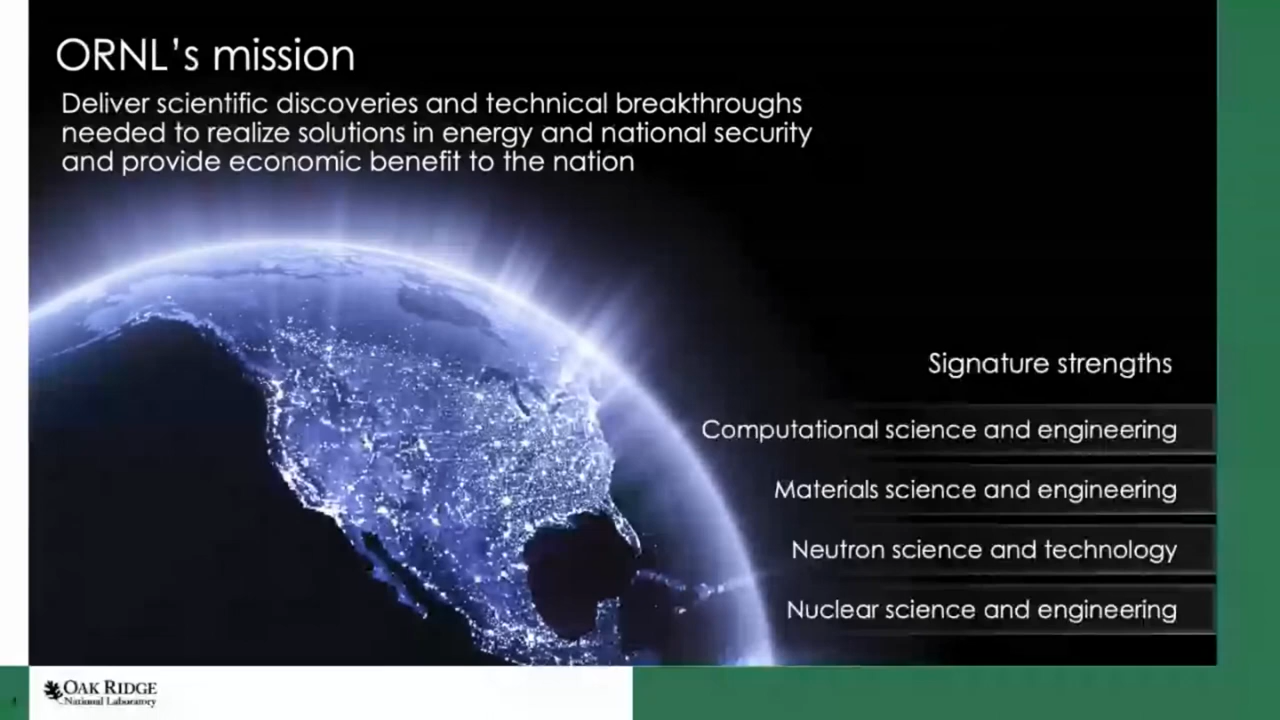 ORNL's mission
Deliver scientific discoveries and technical breakthroughs
needed to realize solutions in energy and national security
and provide economic benefit to the nation
Signature strengths
Computational science and engineering
Materials science and engineering
Neutron science and technology
Nuclear science and engineering
OAK RIDGE
National Laboratory